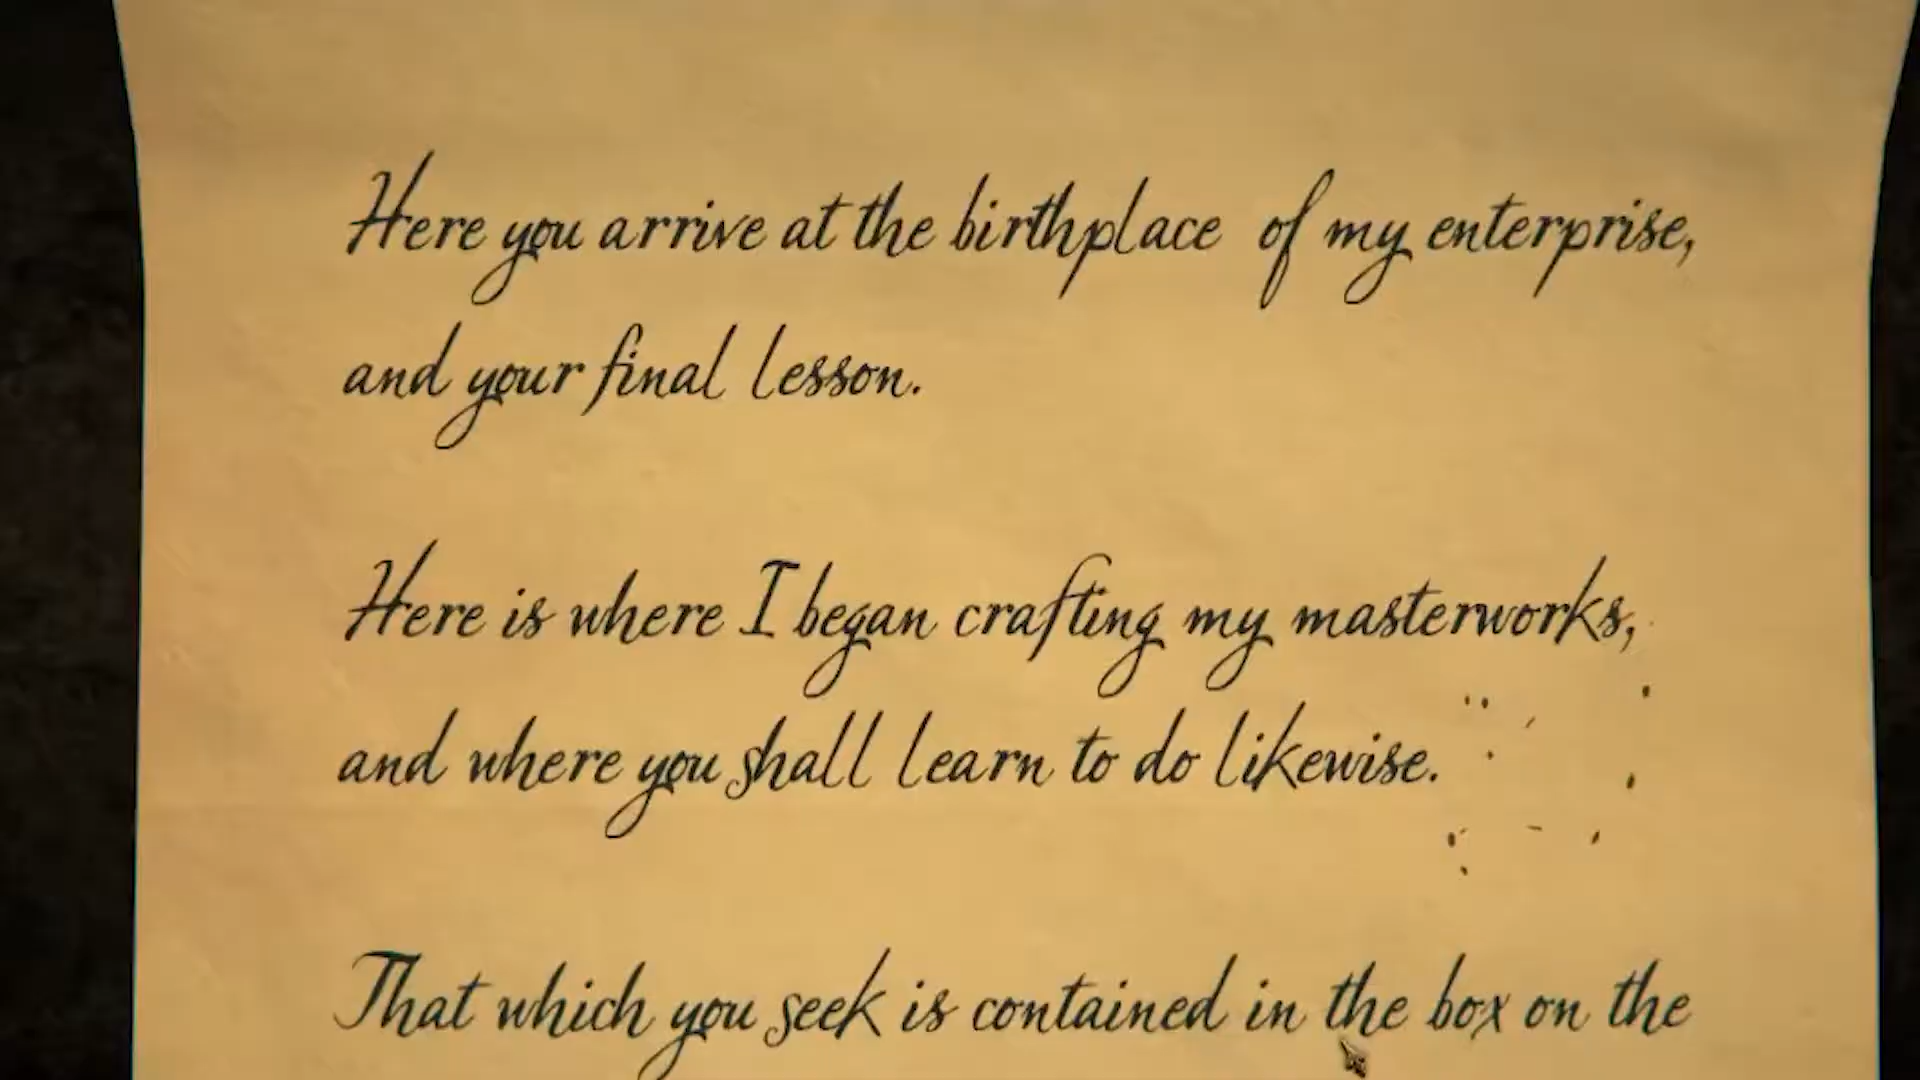 Here you arrive at the birthplace of my enterprise,
and your final lesson.
Here is where I began crafting my masterworks,
and where you shall learn to do likewise.
That which you seek is contained in the box on the